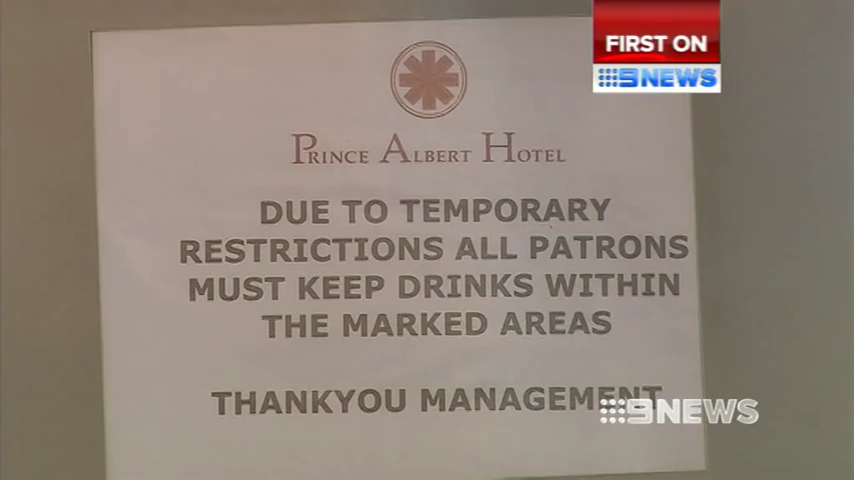 FIRST ON
9NEWS
PRINCE ALBERT HOTEL
DUE TO TEMPORARY
RESTRICTIONS ALL PATRONS
MUST KEEP DRINKS WITHIN
THE MARKED AREAS
THANKYOU MANAGEMENT
9NEWS